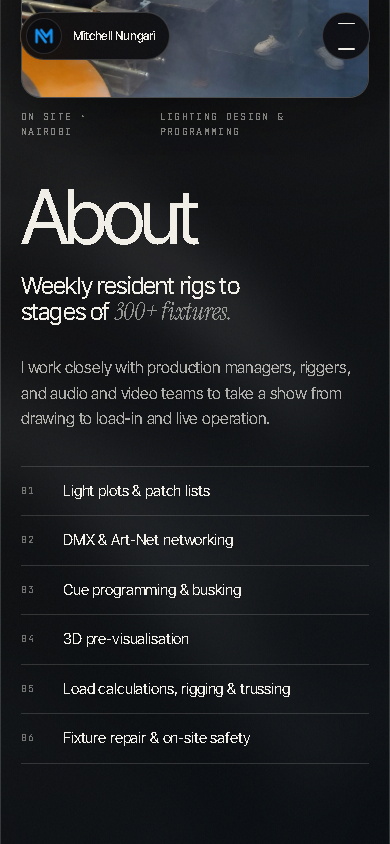 Mitchell Nungari
ON SITE · NAIROBI
LIGHTING DESIGN & PROGRAMMING
About
Weekly resident rigs to
stages of 300+ fixtures.
I work closely with production managers, riggers,
and audio and video teams to take a show from
drawing to load-in and live operation.
01 Light plots & patch lists
02 DMX & Art-Net networking
03 Cue programming & busking
04 3D pre-visualisation
05 Load calculations, rigging & trussing
06 Fixture repair & on-site safety